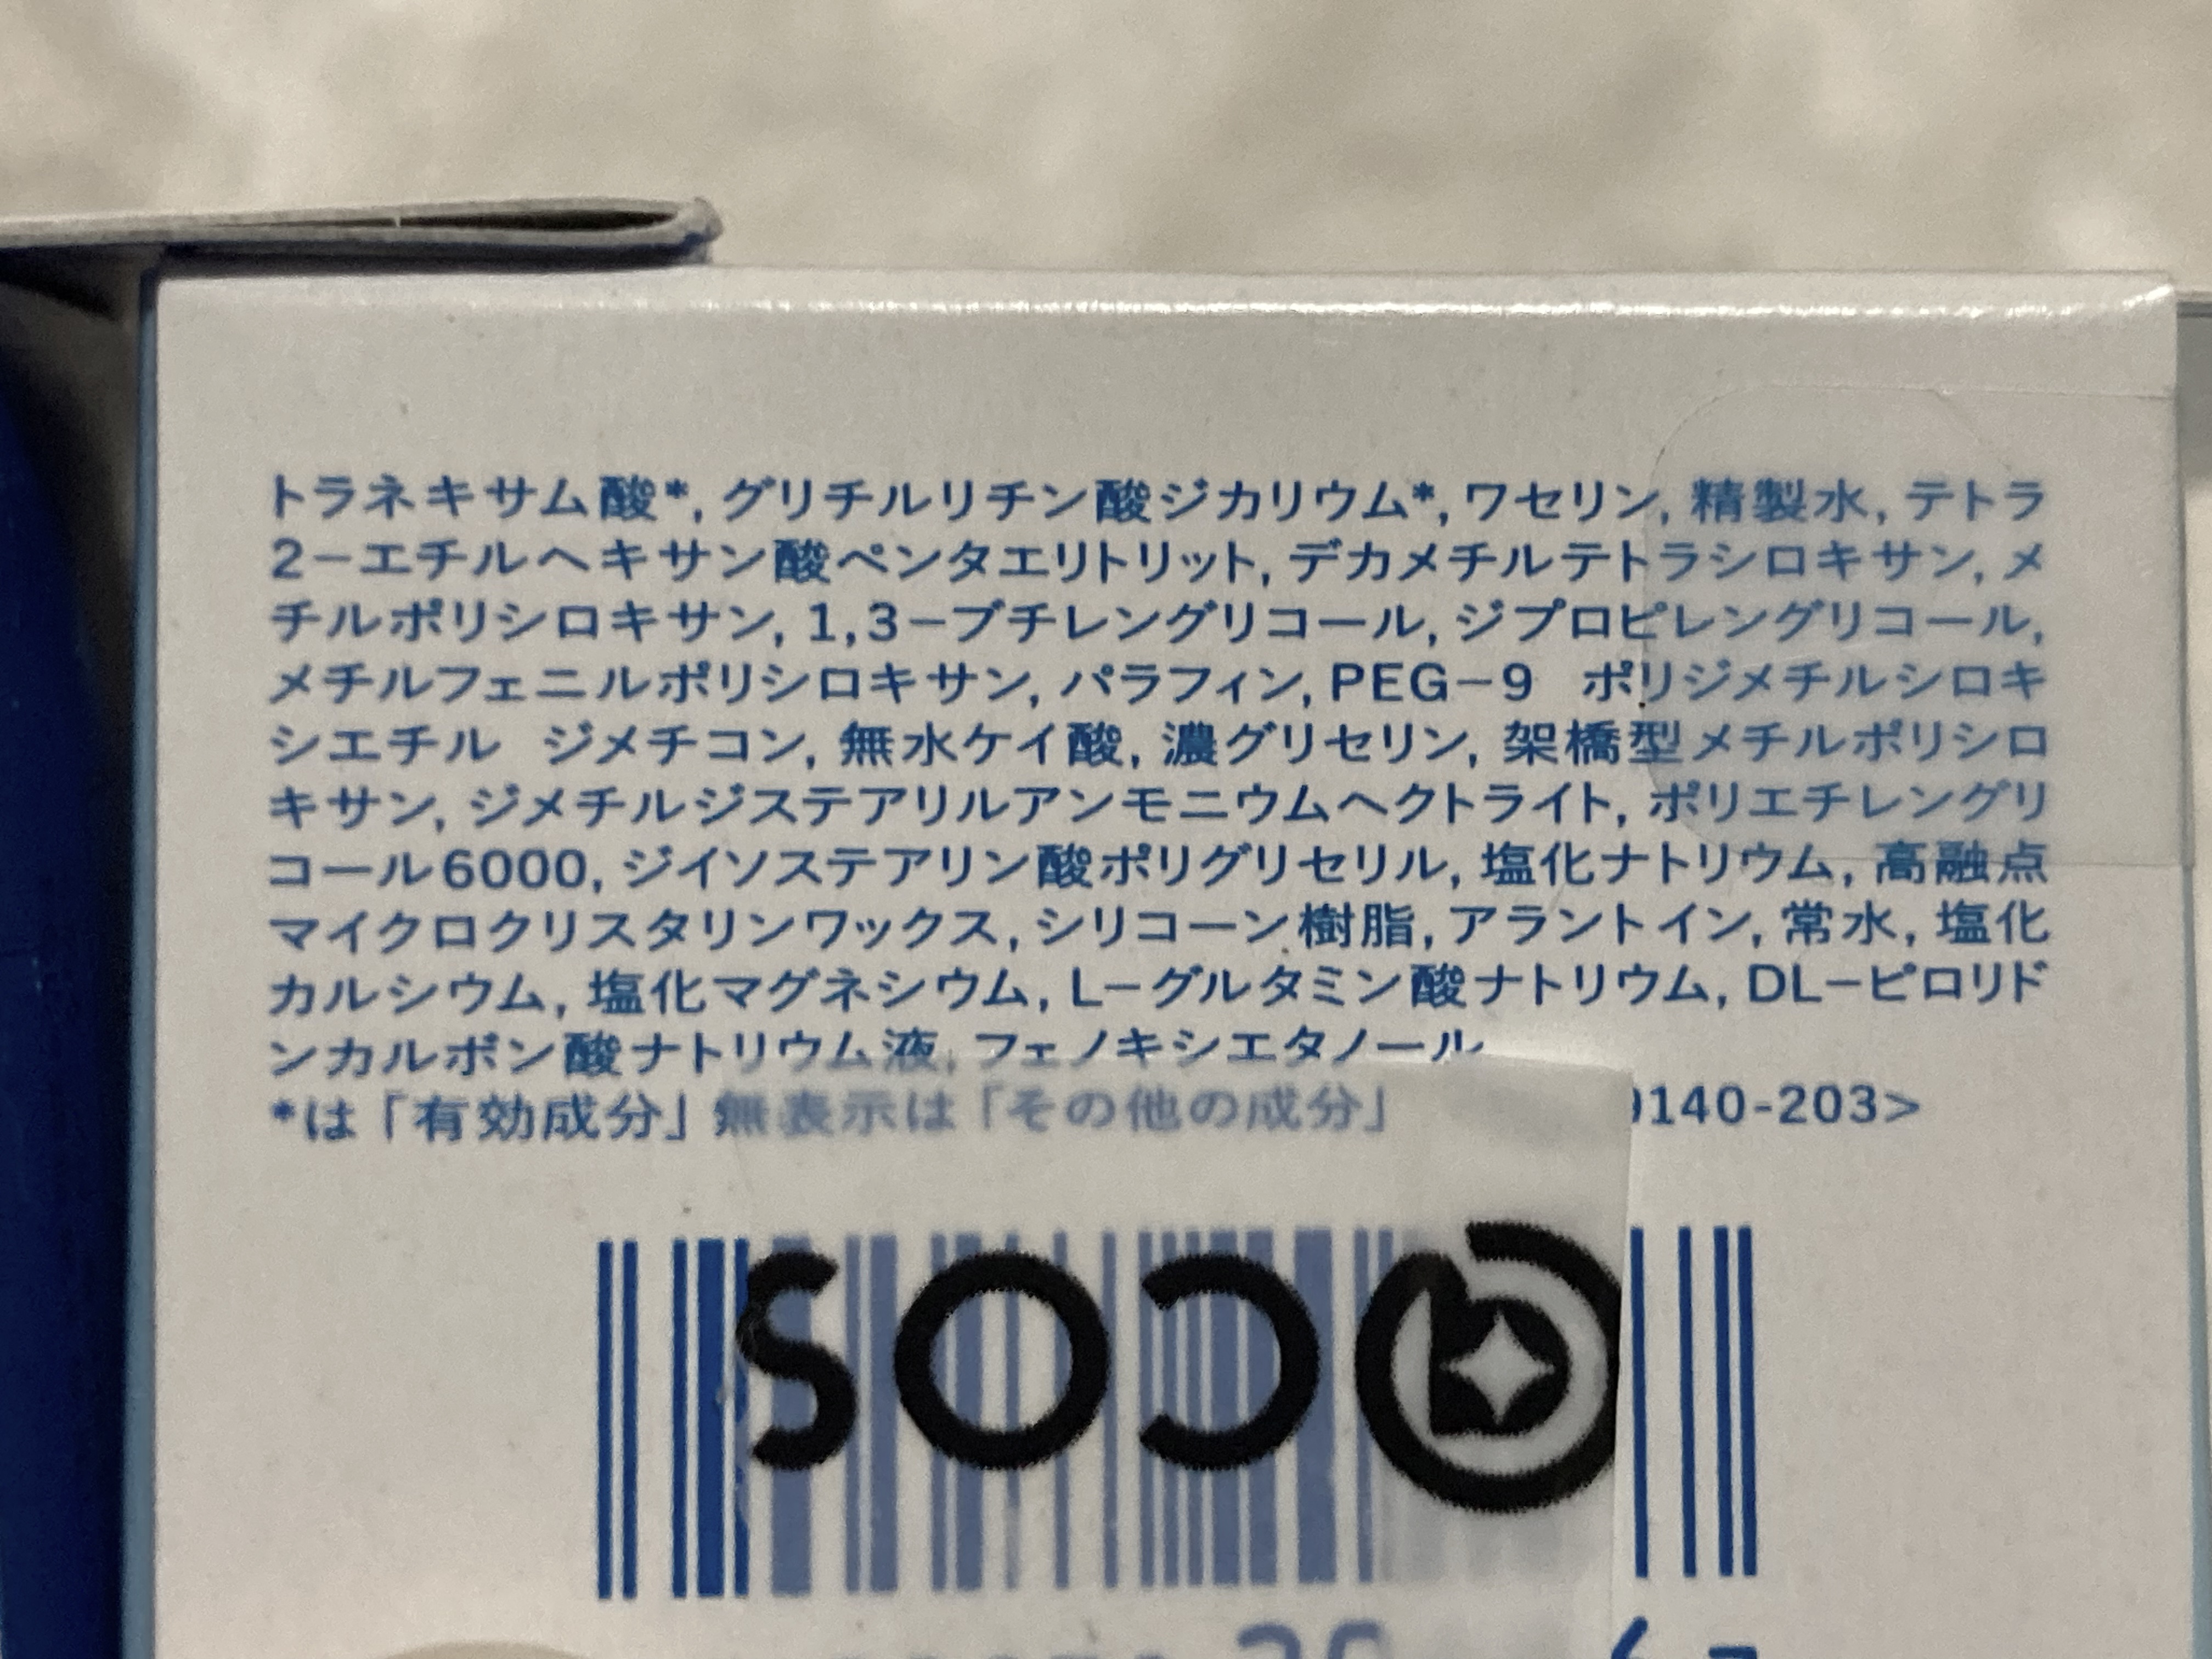 トラネキサム酸*, グリチルリチン酸ジカリウム*, ワセリン, 精製水, テトラ
2－エチルヘキサン酸ペンタエリトリット, デカメチルテトラシロキサン, メ
チルポリシロキサン, 1,3－ブチレングリコール, ジプロピレングリコール,
メチルフェニルポリシロキサン, パラフィン, PEG－9 ポリジメチルシロキ
シエチル ジメチコン, 無水ケイ酸, 濃グリセリン, 架橋型メチルポリシロ
キサン, ジメチルジステアリルアンモニウムヘクトライト, ポリエチレングリ
コール6000, ジイソステアリン酸ポリグリセリル, 塩化ナトリウム, 高融点
マイクロクリスタリンワックス, シリコーン樹脂, アラントイン, 常水, 塩化
カルシウム, 塩化マグネシウム, L－グルタミン酸ナトリウム, DL－ピロリド
ンカルボン酸ナトリウム液, フェノキシエタノール
*は「有効成分」無表示は「その他の成分」 9140-203>